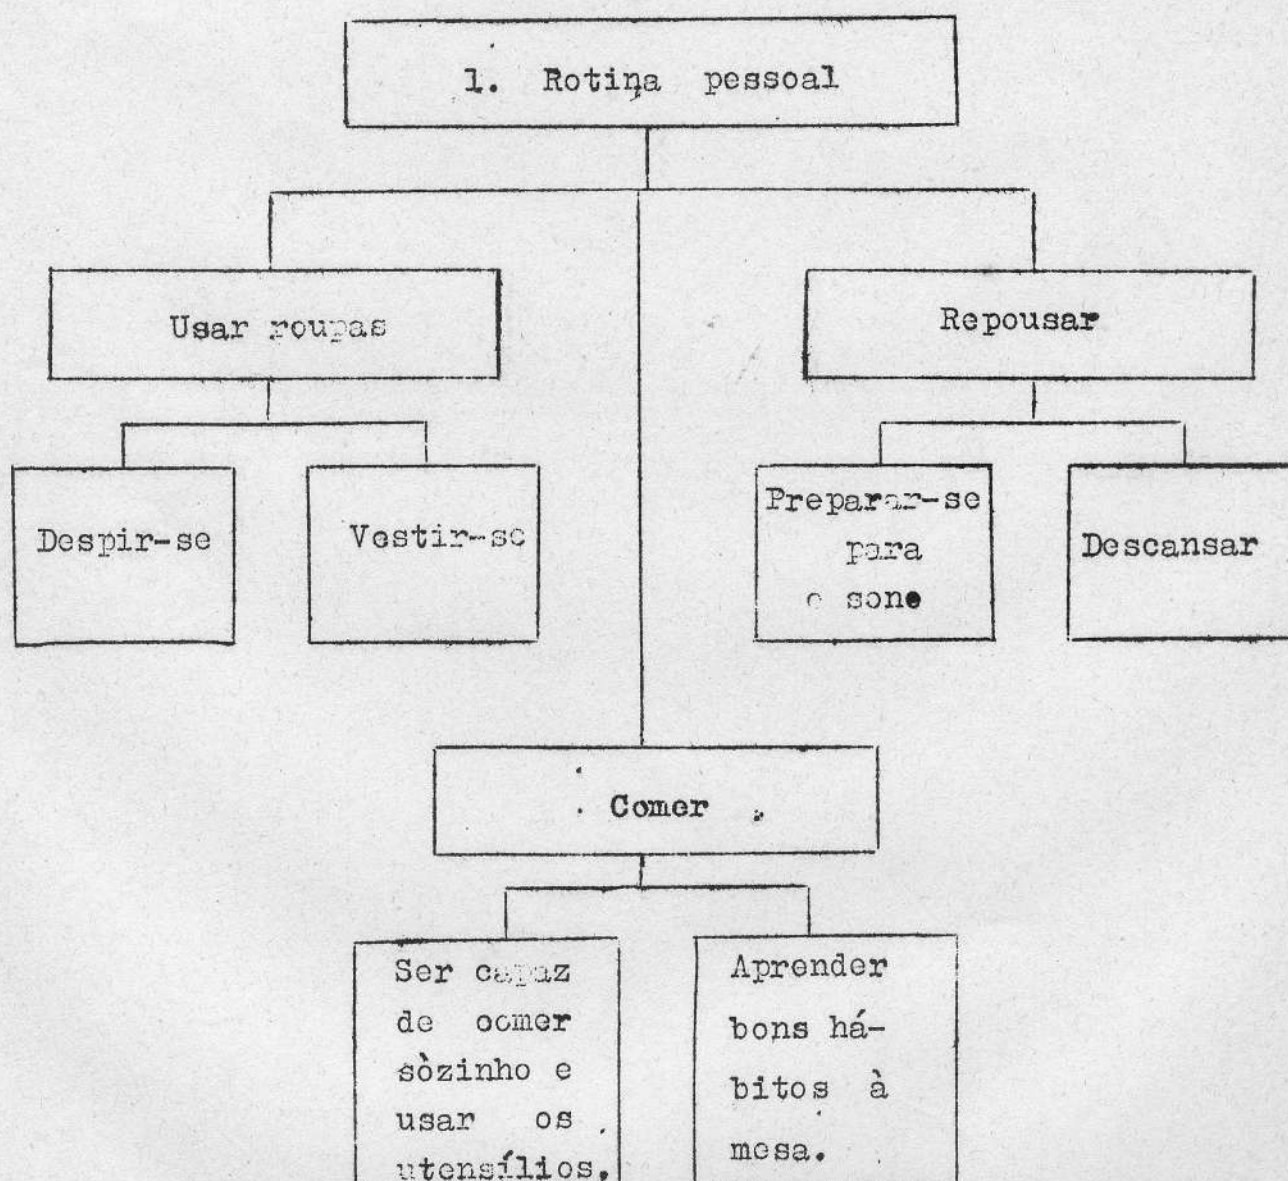 1. Rotina pessoal
Usar roupas
Repousar
Despir-se
Vestir-se
Preparar-se
para
o sono
Descansar
Comer
Ser capaz
de comer
sòzinho e
usar os
utensílios.
Aprender
bons há-
bitos à
mesa.